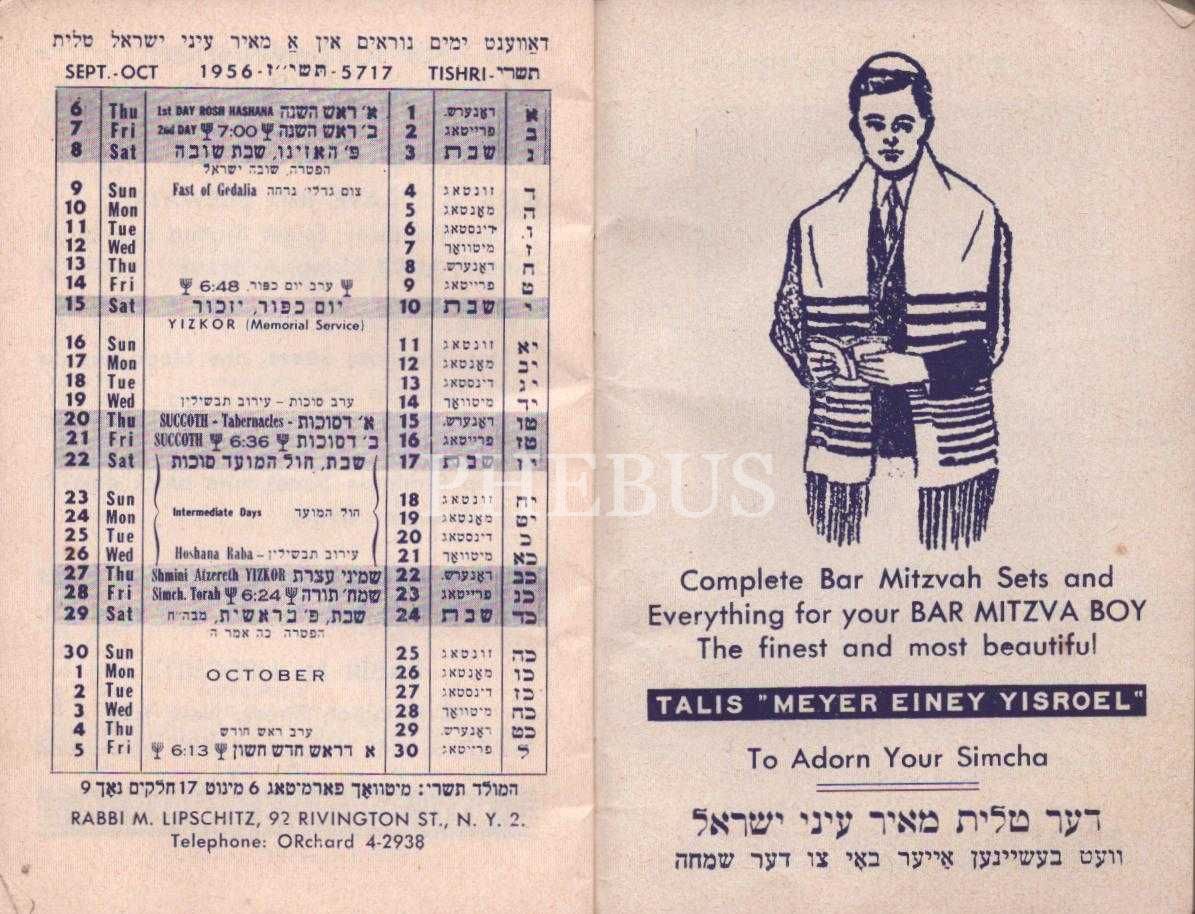 דאַווענט ימים נוראים אין אַ מאיר עיני ישראל טלית
SEPT.-OCT 1956-תשי״ז-5717 TISHRI-תשרי
6 Thu 1st DAY ROSH HASHANA א׳ ראש השנה 1 דאָנערש. א
7 Fri 2nd DAY 7:00 ב׳ ראש השנה 2 פרייטאג ב
8 Sat פ׳ האזינו, שבת שובה 3 שבת ג
הפטרה, שובה ישראל
9 Sun Fast of Gedalia צום גדלי׳ נדחה 4 זונטאג ד
10 Mon 5 מאָנטאג ה
11 Tue 6 דינסטאג ו.
12 Wed 7 מיטוואָך ז
13 Thu 8 דאָנערש. ח
14 Fri 6:48 ערב יום כפור. 9 פרייטאג ט
15 Sat יום כפור, יזכור 10 שבת י
YIZKOR (Memorial Service)
16 Sun 11 זונטאג יא
17 Mon 12 מאָנטאג יב
18 Tue 13 דינסטאג יג
19 Wed ערב סוכות - עירוב תבשילין 14 מיטוואָך יד
20 Thu SUCCOTH - Tabernacles - א׳ דסוכות 15 דאָנערש. טו
21 Fri SUCCOTH 6:36 ב׳ דסוכות 16 פרייטאג טז
22 Sat שבת, חול המועד סוכות 17 שבת יז
23 Sun 18 זונטאג יח
24 Mon Intermediate Days חול המועד 19 מאָנטאג יט
25 Tue 20 דינסטאג כ
26 Wed Hoshana Raba - עירוב תבשילין 21 מיטוואָך כא
27 Thu Shmini Atzereth YIZKOR שמיני עצרת 22 דאָנערש. כב
28 Fri Simch. Torah 6:24 שמח׳ תורה 23 פרייטאג כג
29 Sat שבת, פ׳ בראשית, מבה״ח 24 שבת כד
הפטרה כה אמר ה׳
30 Sun 25 זונטאג כה
1 Mon OCTOBER 26 מאָנטאג כו
2 Tue 27 דינסטאג כז
3 Wed 28 מיטוואָך כח
4 Thu ערב ראש חודש 29 דאָנערש. כט
5 Fri 6:13 א דראש חדש חשון 30 פרייטאג ל
המולד תשרי: מיטוואָך פארמיטאג 6 מינוט 17 חלקים נאָך 9
RABBI M. LIPSCHITZ, 92 RIVINGTON ST., N. Y. 2.
Telephone: ORchard 4-2938
PHEBUS
Complete Bar Mitzvah Sets and
Everything for your BAR MITZVA BOY
The finest and most beautiful
TALIS "MEYER EINEY YISROEL"
To Adorn Your Simcha
דער טלית מאיר עיני ישראל
וועט בעשיינען אייער באַי צו דער שמחה